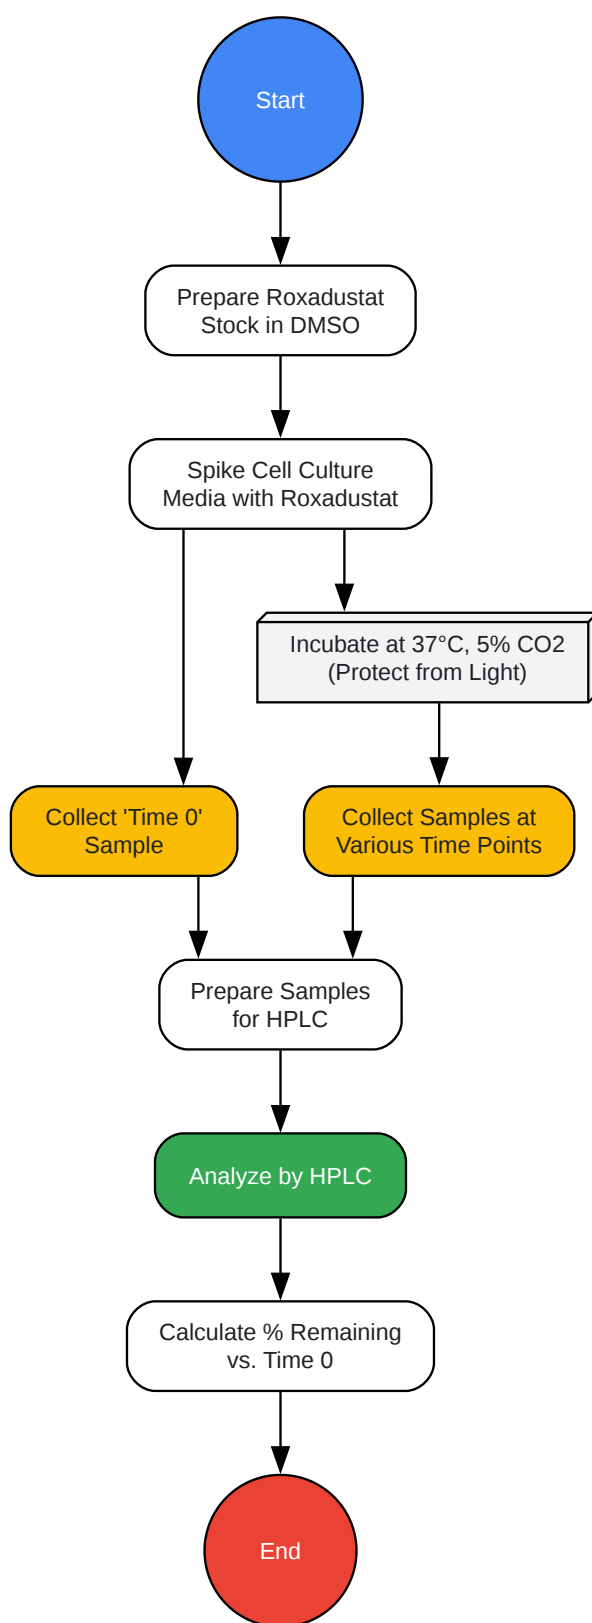 Start
Prepare Roxadustat
Stock in DMSO
Spike Cell Culture
Media with Roxadustat
Incubate at 37°C, 5% CO2
(Protect from Light)
Collect 'Time 0'
Sample
Collect Samples at
Various Time Points
Prepare Samples
for HPLC
Analyze by HPLC
Calculate % Remaining
vs. Time 0
End